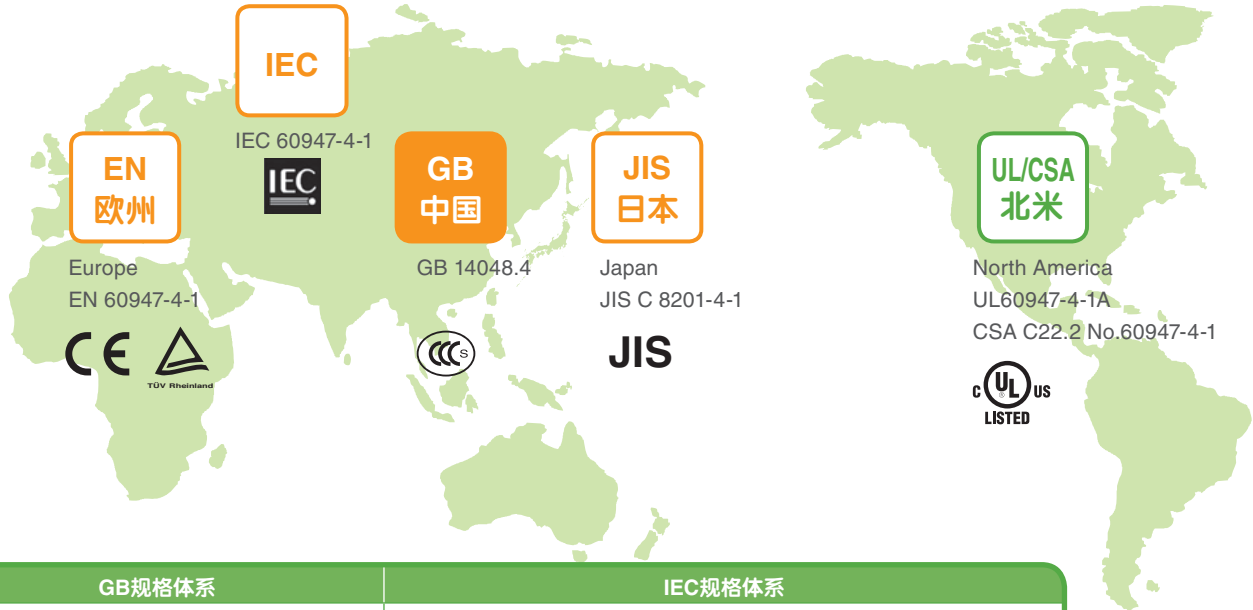 IEC
IEC 60947-4-1
IEC
EN
欧州
Europe
EN 60947-4-1
CE
TÜV Rheinland
GB
中国
GB 14048.4
CCC S
JIS
日本
Japan
JIS C 8201-4-1
JIS
UL/CSA
北米
North America
UL60947-4-1A
CSA C22.2 No.60947-4-1
C UL ® US
LISTED
GB规格体系
IEC规格体系